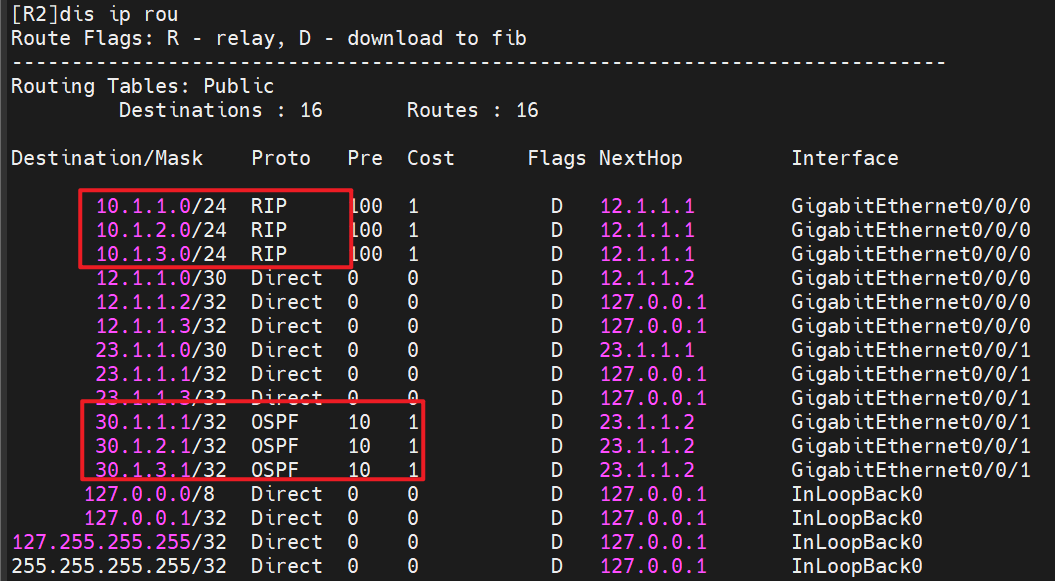 [R2]dis ip rou
Route Flags: R - relay, D - download to fib
------------------------------------------------------------------------------
Routing Tables: Public
         Destinations : 16       Routes : 16

Destination/Mask    Proto   Pre  Cost      Flags NextHop         Interface

       10.1.1.0/24  RIP     100  1           D   12.1.1.1        GigabitEthernet0/0/0
       10.1.2.0/24  RIP     100  1           D   12.1.1.1        GigabitEthernet0/0/0
       10.1.3.0/24  RIP     100  1           D   12.1.1.1        GigabitEthernet0/0/0
       12.1.1.0/30  Direct  0    0           D   12.1.1.2        GigabitEthernet0/0/0
       12.1.1.2/32  Direct  0    0           D   127.0.0.1       GigabitEthernet0/0/0
       12.1.1.3/32  Direct  0    0           D   127.0.0.1       GigabitEthernet0/0/0
       23.1.1.0/30  Direct  0    0           D   23.1.1.1        GigabitEthernet0/0/1
       23.1.1.1/32  Direct  0    0           D   127.0.0.1       GigabitEthernet0/0/1
       23.1.1.3/32  Direct  0    0           D   127.0.0.1       GigabitEthernet0/0/1
       30.1.1.1/32  OSPF    10   1           D   23.1.1.2        GigabitEthernet0/0/1
       30.1.2.1/32  OSPF    10   1           D   23.1.1.2        GigabitEthernet0/0/1
       30.1.3.1/32  OSPF    10   1           D   23.1.1.2        GigabitEthernet0/0/1
      127.0.0.0/8   Direct  0    0           D   127.0.0.1       InLoopBack0
      127.0.0.1/32  Direct  0    0           D   127.0.0.1       InLoopBack0
127.255.255.255/32  Direct  0    0           D   127.0.0.1       InLoopBack0
255.255.255.255/32  Direct  0    0           D   127.0.0.1       InLoopBack0